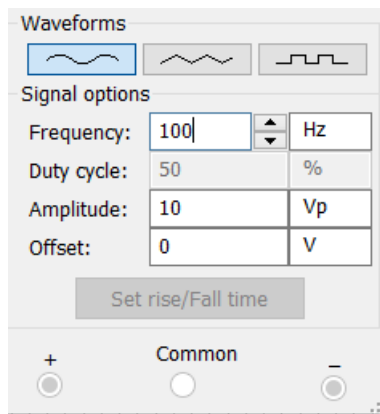 Waveforms
Signal options
Frequency: 100 Hz
Duty cycle: 50 %
Amplitude: 10 Vp
Offset: 0 V
Set rise/Fall time
+ Common –